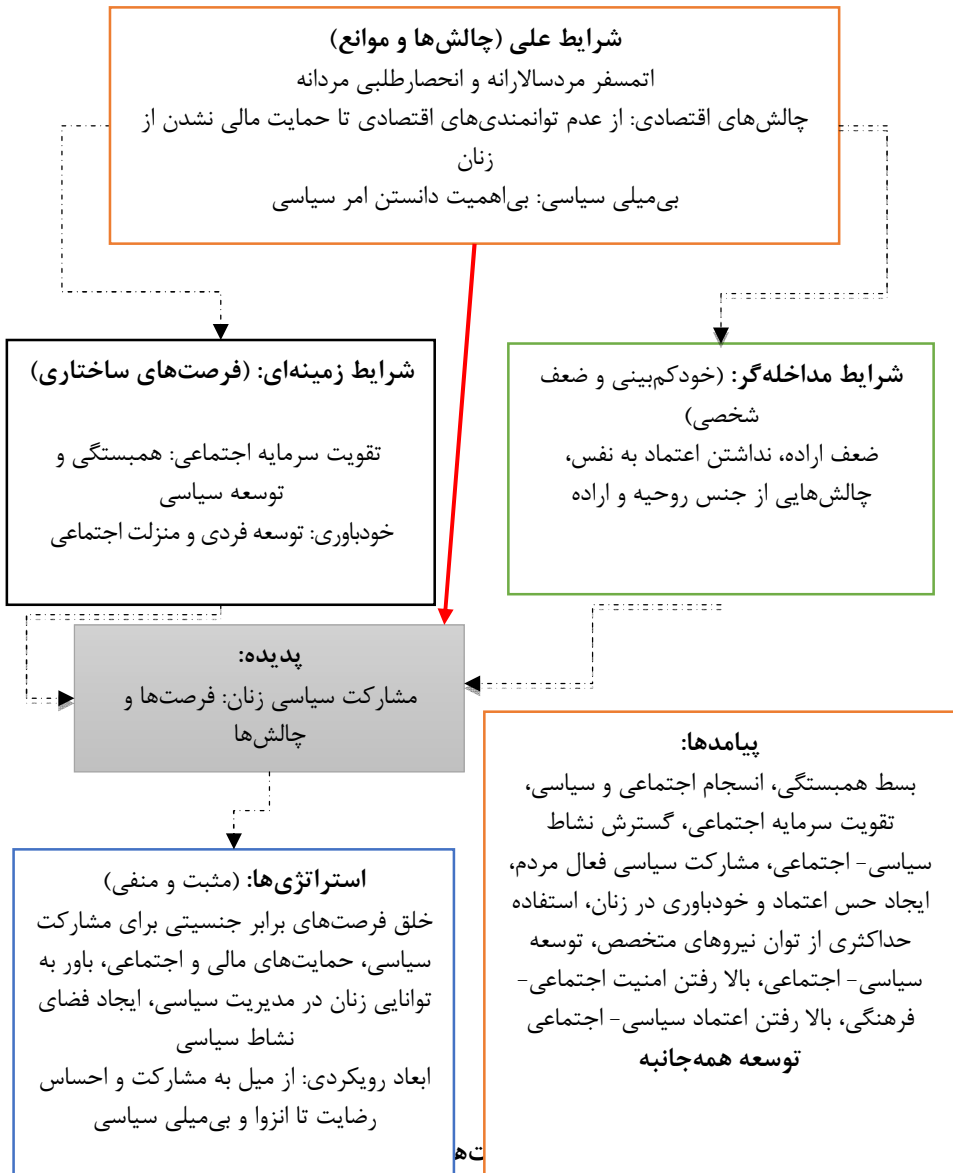 شرایط علی (چالش‌ها و موانع)
اتمسفر مردسالارانه و انحصارطلبی مردانه
چالش‌های اقتصادی: از عدم توانمندی‌های اقتصادی تا حمایت مالی نشدن از
زنان
بی‌میلی سیاسی: بی‌اهمیت دانستن امر سیاسی
شرایط مداخله‌گر: (خودکم‌بینی و ضعف
شخصی)
ضعف اراده، نداشتن اعتماد به نفس،
چالش‌هایی از جنس روحیه و اراده
شرایط زمینه‌ای: (فرصت‌های ساختاری)
تقویت سرمایه اجتماعی: همبستگی و
توسعه سیاسی
خودباوری: توسعه فردی و منزلت اجتماعی
پدیده:
مشارکت سیاسی زنان: فرصت‌ها و
چالش‌ها
پیامدها:
بسط همبستگی، انسجام اجتماعی و سیاسی،
تقویت سرمایه اجتماعی، گسترش نشاط
سیاسی- اجتماعی، مشارکت سیاسی فعال مردم،
ایجاد حس اعتماد و خودباوری در زنان، استفاده
حداکثری از توان نیروهای متخصص، توسعه
سیاسی- اجتماعی، بالا رفتن امنیت اجتماعی-
فرهنگی، بالا رفتن اعتماد سیاسی- اجتماعی
توسعه همه‌جانبه
استراتژی‌ها: (مثبت و منفی)
خلق فرصت‌های برابر جنسیتی برای مشارکت
سیاسی، حمایت‌های مالی و اجتماعی، باور به
توانایی زنان در مدیریت سیاسی، ایجاد فضای
نشاط سیاسی
ابعاد رویکردی: از میل به مشارکت و احساس
رضایت تا انزوا و بی‌میلی سیاسی